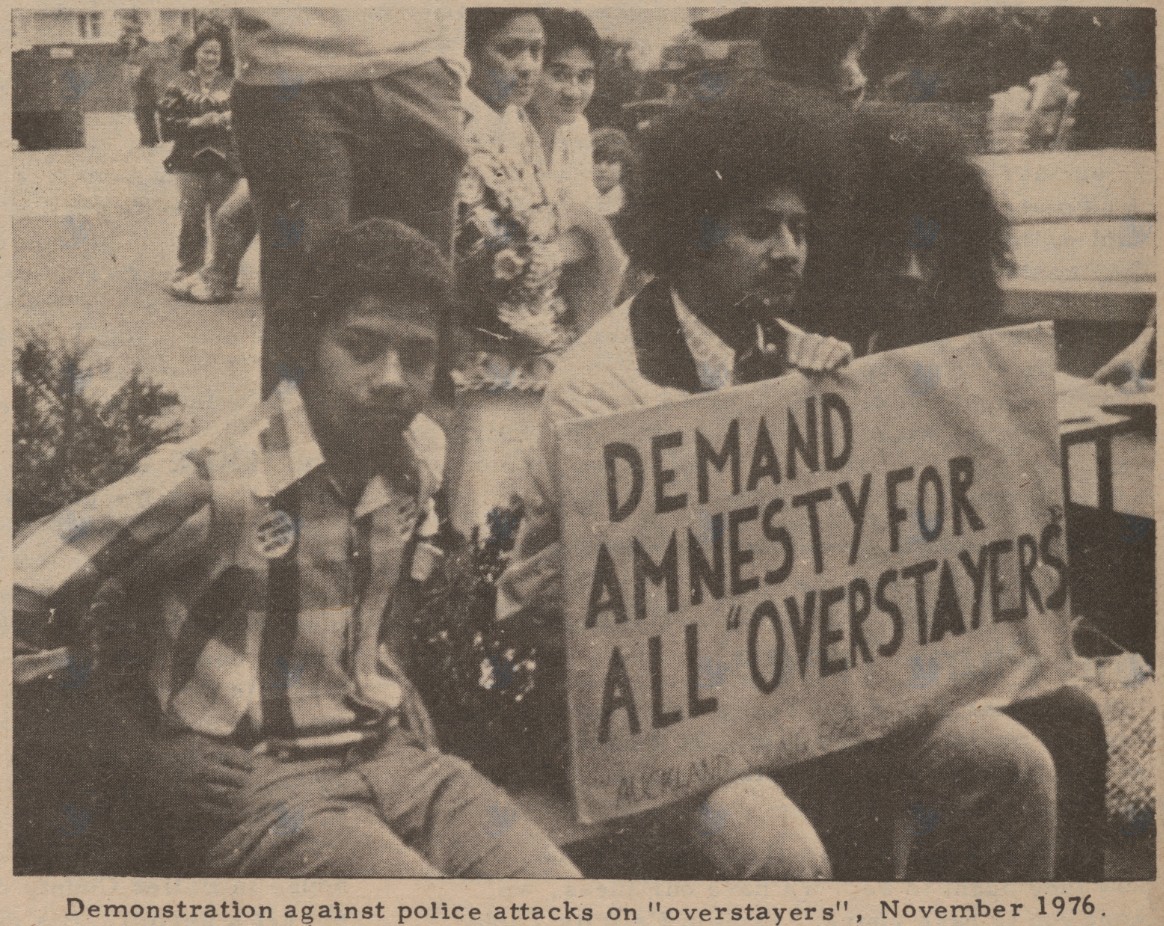 DEMAND
AMNESTY FOR
ALL "OVERSTAYERS"
AUCKLAND
Demonstration against police attacks on "overstayers", November 1976.